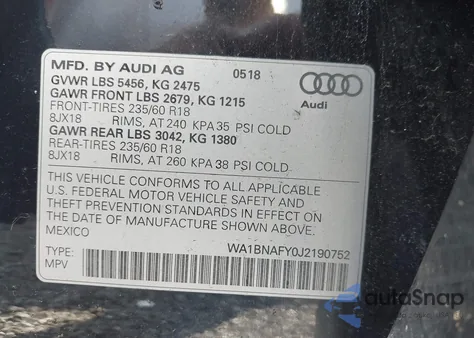 MFD. BY AUDI AG 0518
GVWR LBS 5456, KG 2475
GAWR FRONT LBS 2679, KG 1215
FRONT-TIRES 235/60 R18
8JX18 RIMS, AT 240 KPA 35 PSI COLD
GAWR REAR LBS 3042, KG 1380
REAR-TIRES 235/60 R18
8JX18 RIMS, AT 260 KPA 38 PSI COLD
Audi
THIS VEHICLE CONFORMS TO ALL APPLICABLE
U.S. FEDERAL MOTOR VEHICLE SAFETY AND
THEFT PREVENTION STANDARDS IN EFFECT ON
THE DATE OF MANUFACTURE SHOWN ABOVE.
MEXICO
TYPE: WA1BNAFY0J2190752
MPV
autoSnap